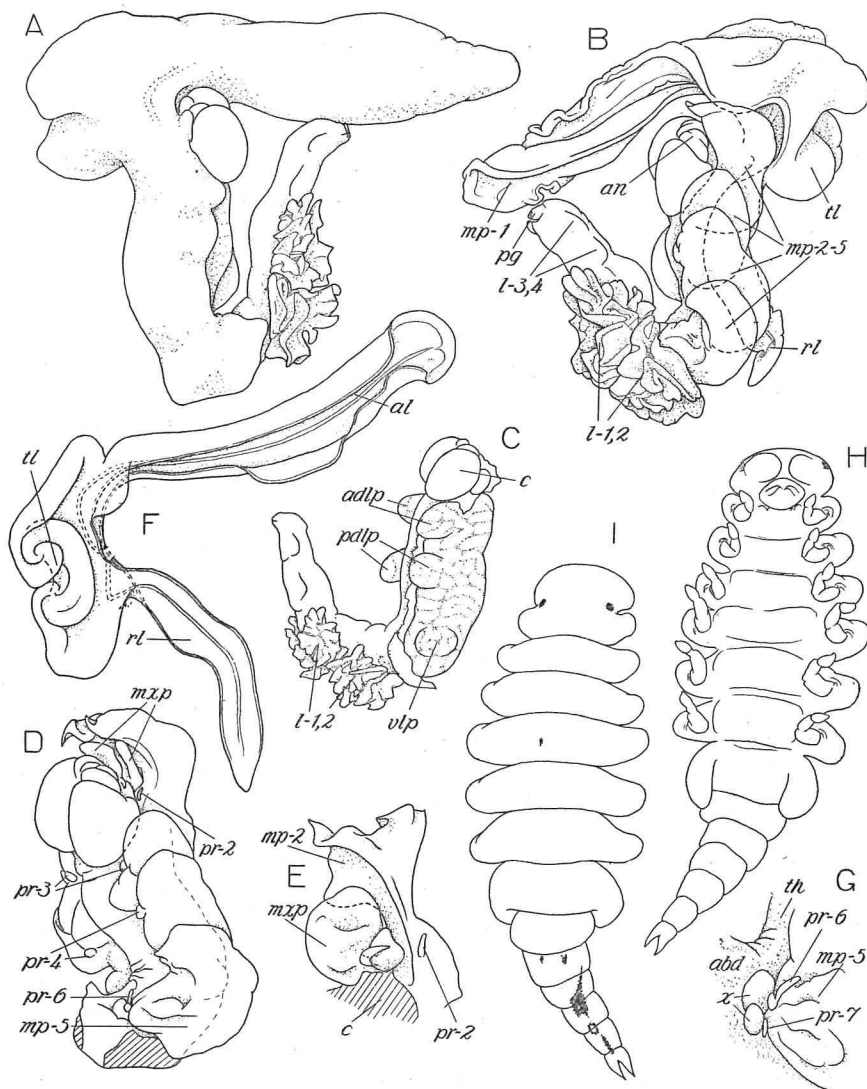 A
B
an
tl
mp-1
pg
l-3,4
mp-2-5
rl
l-1,2
al
C
c
tl
F
adlp
pdlp
H
I
rl
l-1,2
vlp
D
mxp
mp-2
E
pr-2
mxp
pr-3
pr-4
pr-6
mp-5
c
pr-2
th
G
pr-6
abd
mp-5
x
pr-7